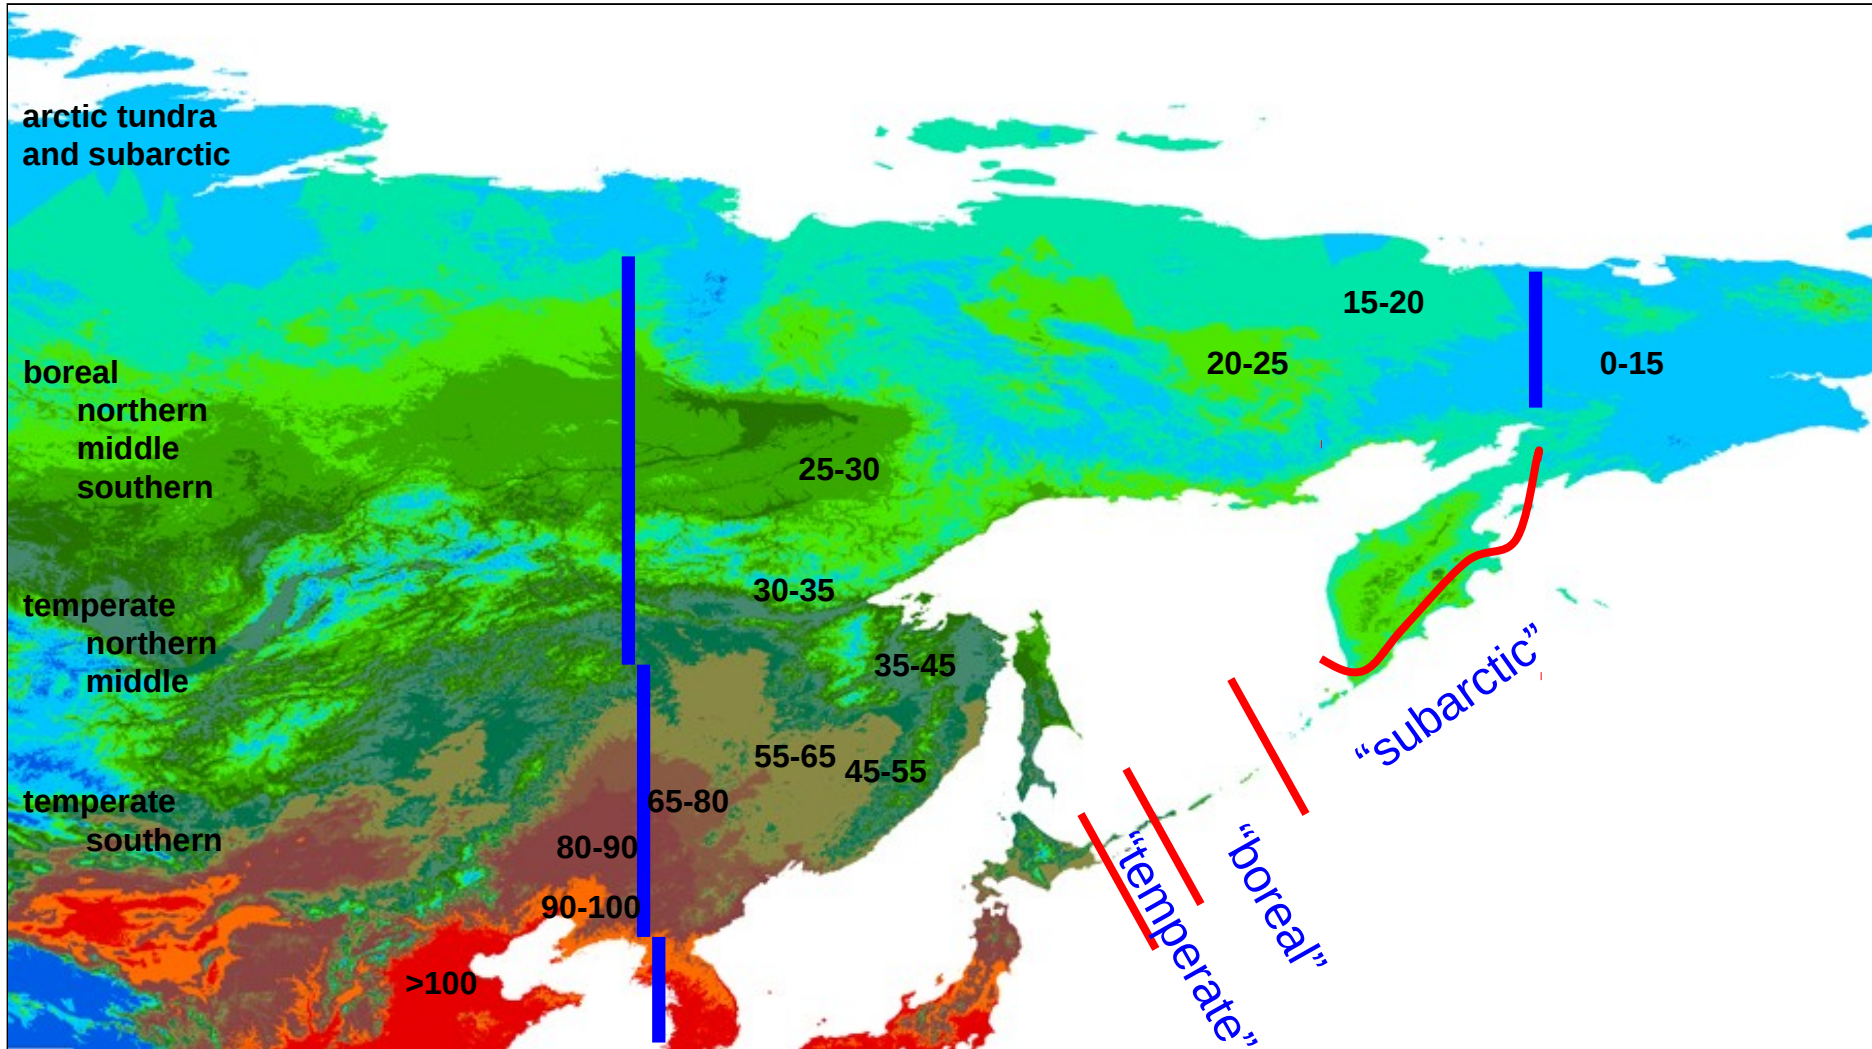 arctic tundra
and subarctic
15-20
20-25
0-15
boreal
northern
middle
southern
25-30
30-35
temperate
northern
middle
35-45
“subarctic”
55-65
45-55
temperate
southern
65-80
80-90
90-100
>100
“temperate”
“boreal”